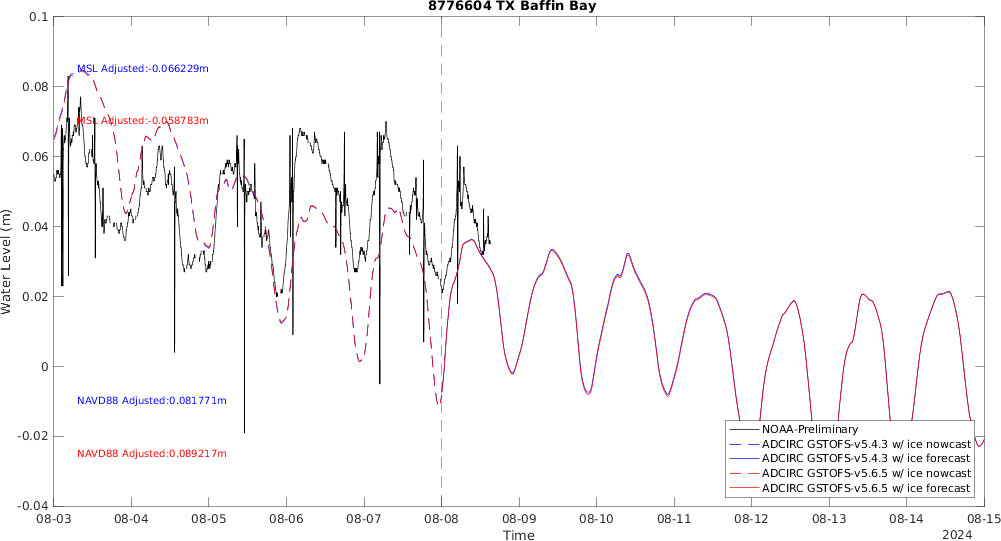 8776604 TX Baffin Bay
0.1
0.08
0.06
0.04
0.02
0
-0.02
-0.04
Water Level (m)
MSL Adjusted:-0.066229m
MSL Adjusted:-0.058783m
NAVD88 Adjusted:0.081771m
NAVD88 Adjusted:0.089217m
NOAA-Preliminary
ADCIRC GSTOFS-v5.4.3 w/ ice nowcast
ADCIRC GSTOFS-v5.4.3 w/ ice forecast
ADCIRC GSTOFS-v5.6.5 w/ ice nowcast
ADCIRC GSTOFS-v5.6.5 w/ ice forecast
08-03 08-04 08-05 08-06 08-07 08-08 08-09 08-10 08-11 08-12 08-13 08-14 08-15
Time
2024